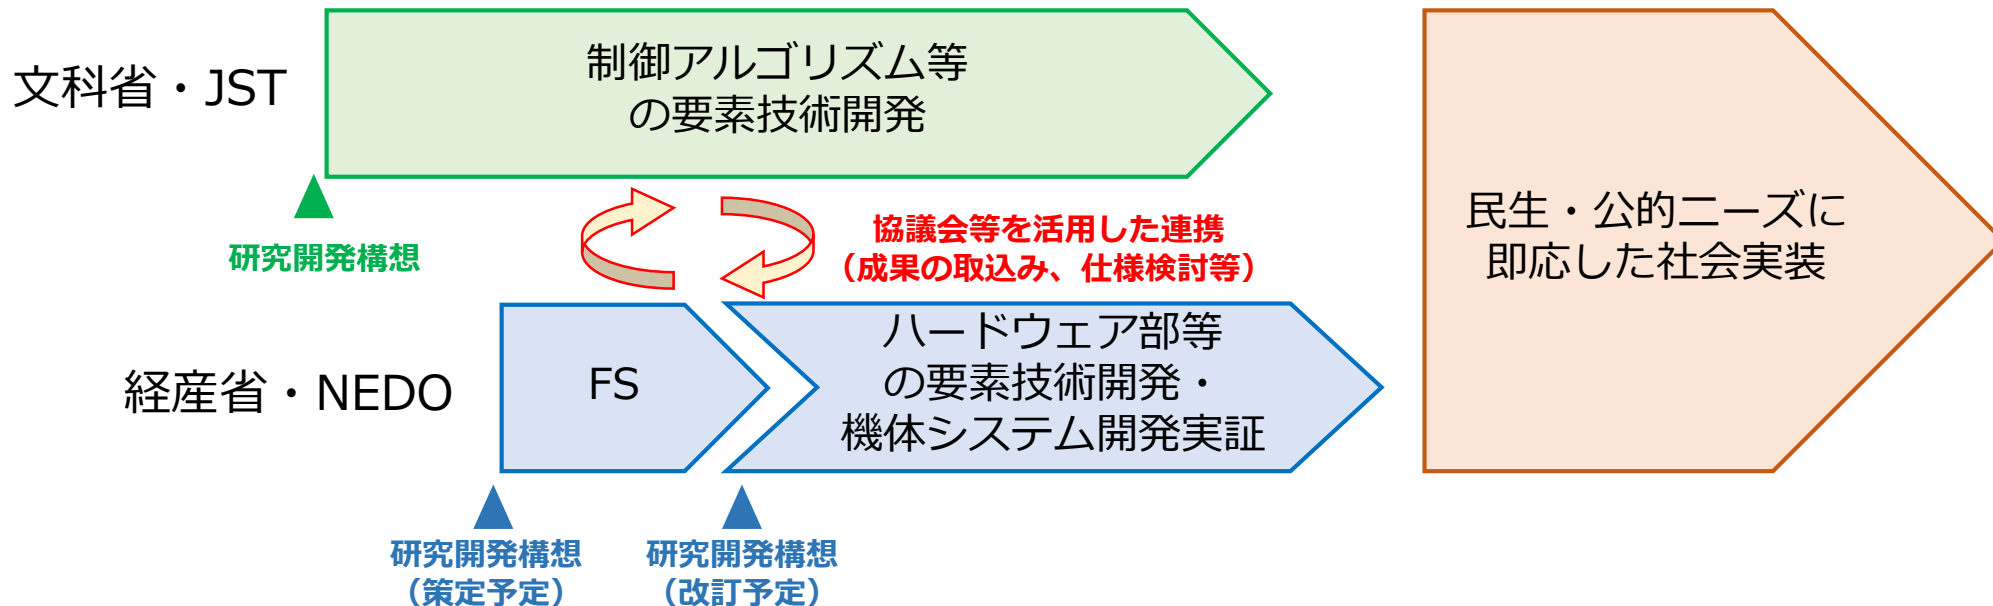 文科省・JST
制御アルゴリズム等
の要素技術開発
研究開発構想
協議会等を活用した連携
（成果の取込み、仕様検討等）
経産省・NEDO
FS
ハードウェア部等
の要素技術開発・
機体システム開発実証
研究開発構想
（策定予定）
研究開発構想
（改訂予定）
民生・公的ニーズに
即応した社会実装